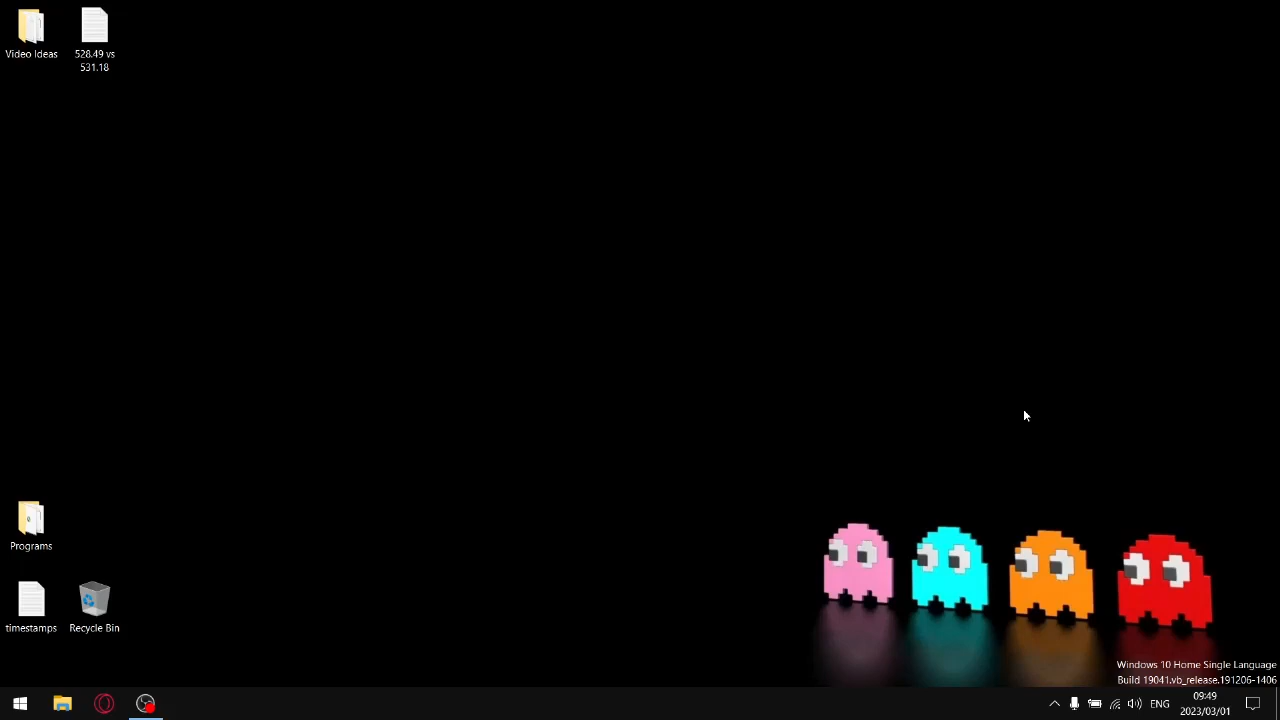 Video Ideas
528.49 vs
531.18
Programs
timestamps
Recycle Bin
Windows 10 Home Single Language
Build 19041.vb_release.191206-1406
ENG
09:49
2023/03/01